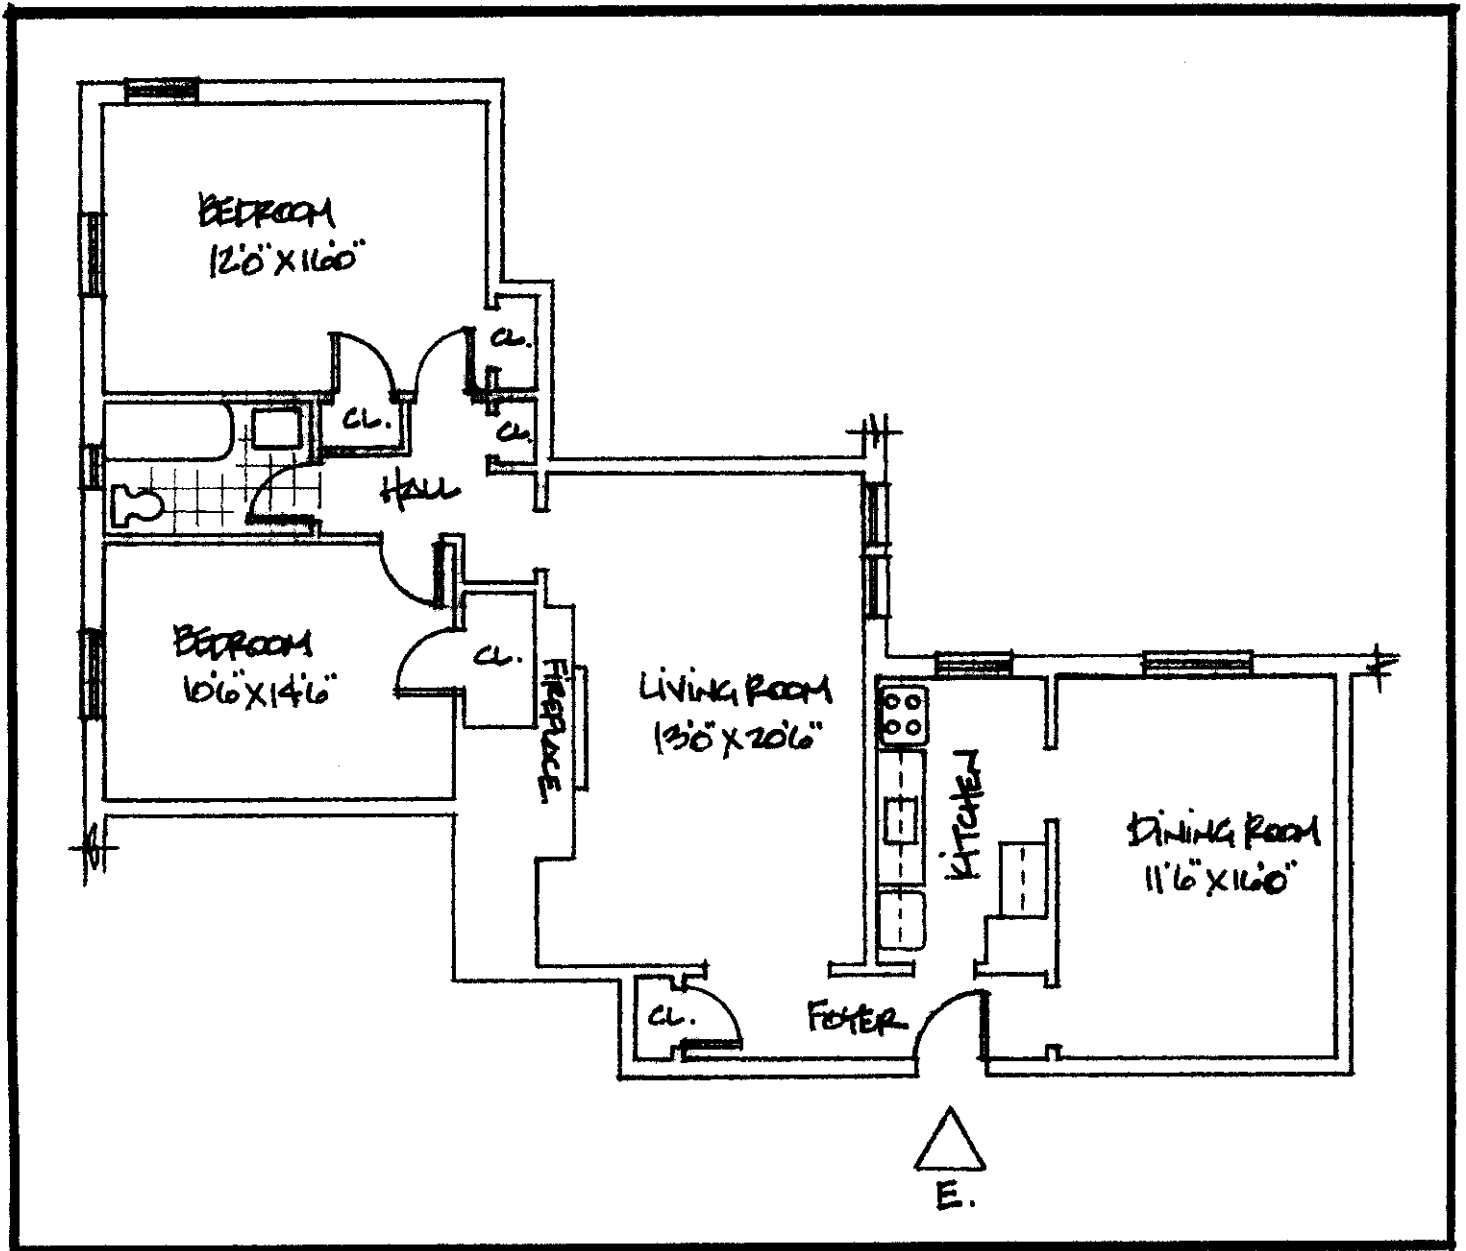 BEDROOM
12'0" X 16'0"
CL.
CL.
CL.
HALL
BEDROOM
10'6" X 14'6"
CL.
FIREPLACE.
LIVING ROOM
13'0" X 20'6"
KITCHEN
DINING ROOM
11'6" X 16'0"
CL.
FOYER
E.